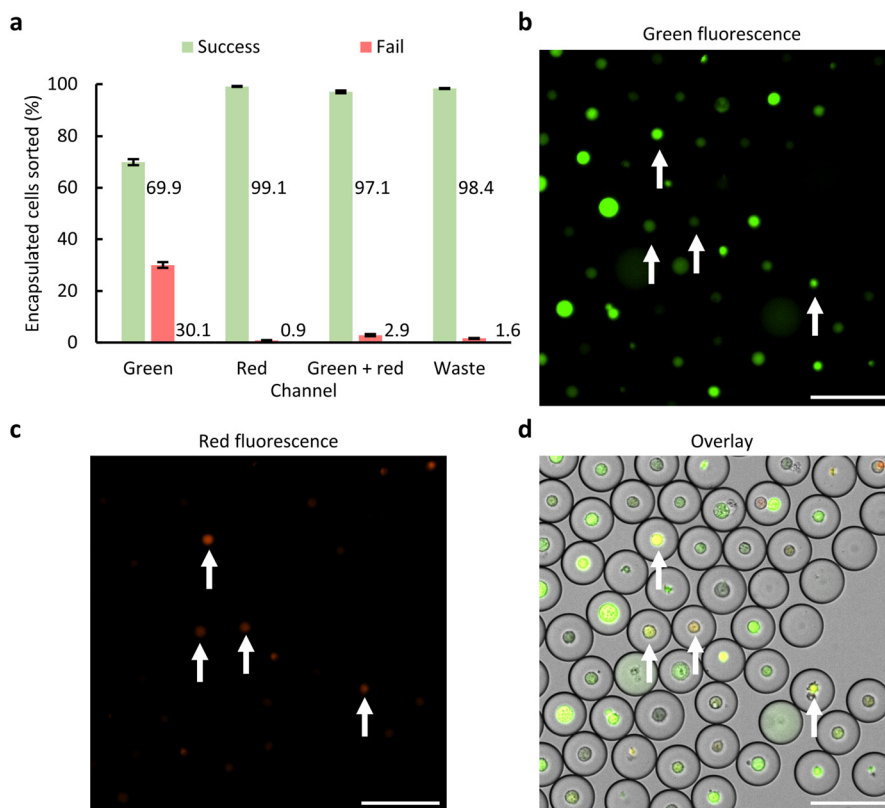 a
Success
Fail
Encapsulated cells sorted (%)
100
80
60
40
20
0
69.9
30.1
99.1
0.9
97.1
2.9
98.4
1.6
Green
Red
Green + red
Waste
Channel
b
Green fluorescence
c
Red fluorescence
d
Overlay